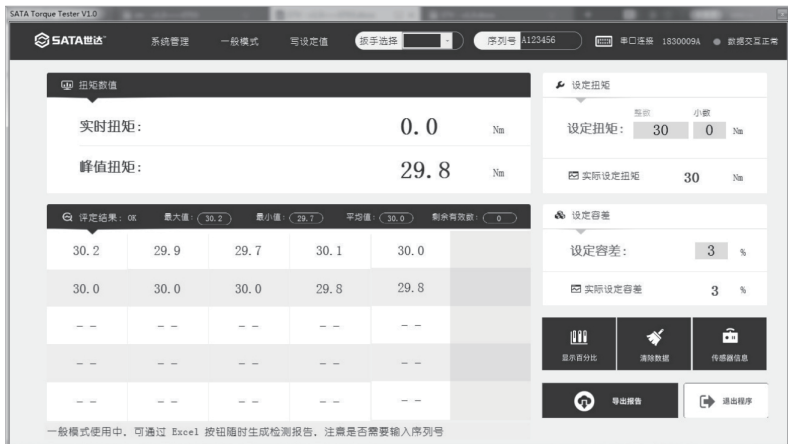 SATA Torque Tester V1.0
SATA世达 系统管理 一般模式 写设定值 扳手选择 序列号 A123456 串口连接 1830009A 数据交互正常
扭矩数值
实时扭矩: 0.0 Nm
峰值扭矩: 29.8 Nm
设定扭矩
整数 小数
设定扭矩: 30 0 Nm
实际设定扭矩 30 Nm
评定结果: OK 最大值: 30.2 最小值: 29.7 平均值: 30.0 剩余有效数: 0
30.2 29.9 29.7 30.1 30.0
30.0 30.0 30.0 29.8 29.8
-- -- -- -- --
-- -- -- -- --
-- -- -- -- --
设定容差
设定容差: 3 %
实际设定容差 3 %
显示百分比 清除数据 传感器信息
导出报告 退出程序
一般模式使用中，可通过 Excel 按钮随时生成检测报告，注意是否需要输入序列号